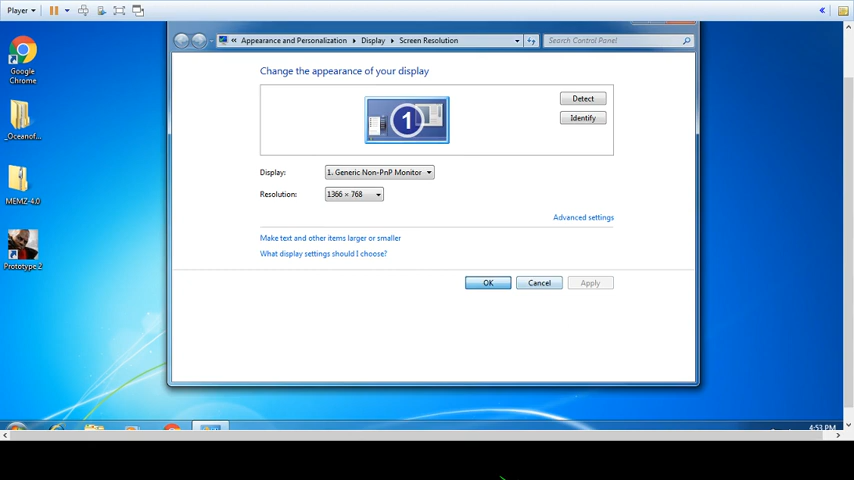 Player
Appearance and Personalization
Display
Screen Resolution
Search Control Panel
Google
Chrome
_Oceanof...
MEMZ-4.0
Prototype 2
Change the appearance of your display
1
Detect
Identify
Display:
1. Generic Non-PnP Monitor
Resolution:
1366 × 768
Advanced settings
Make text and other items larger or smaller
What display settings should I choose?
OK
Cancel
Apply
4:53 PM